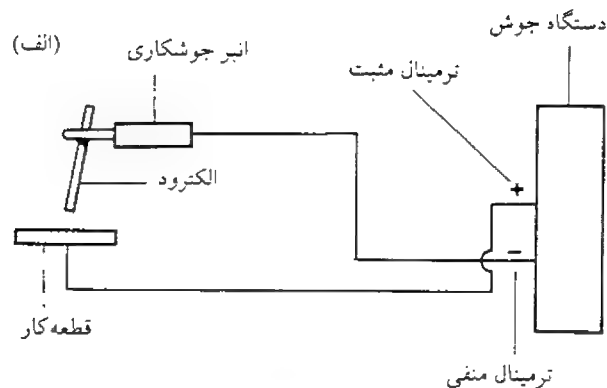 دستگاه جوش
(الف)
انبر جوشکاری
ترمینال مثبت
الکترود
+
−
قطعه‌کار
ترمینال منفی